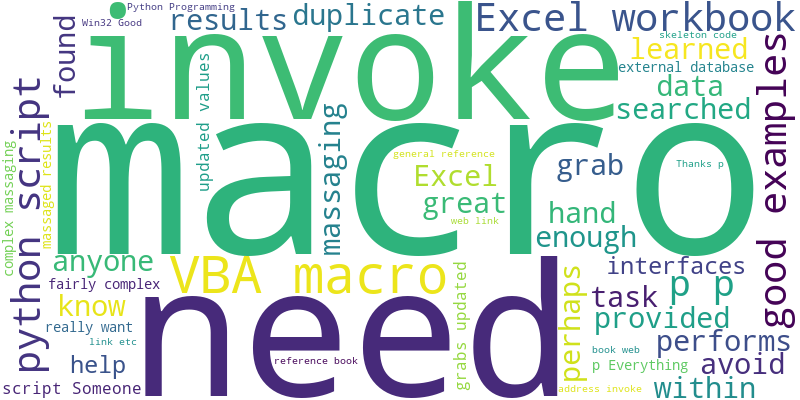 Python Programming
Win32 Good
results
duplicate
Excel workbook
skeleton code
learned
external database
data
searched
found
invoke
updated values
python script
complex massaging
massaged results
macro
massaging
general reference
Excel
great
web link
grab
Thanks p
hand
enough
good examples
anyone
VBA macro
fairly complex
know
really want
link etc
help
script Someone
need
reference book
grabs updated
perhaps
interfaces
task
p p
provided
performs
book web
p Everything
avoid
address invoke
within